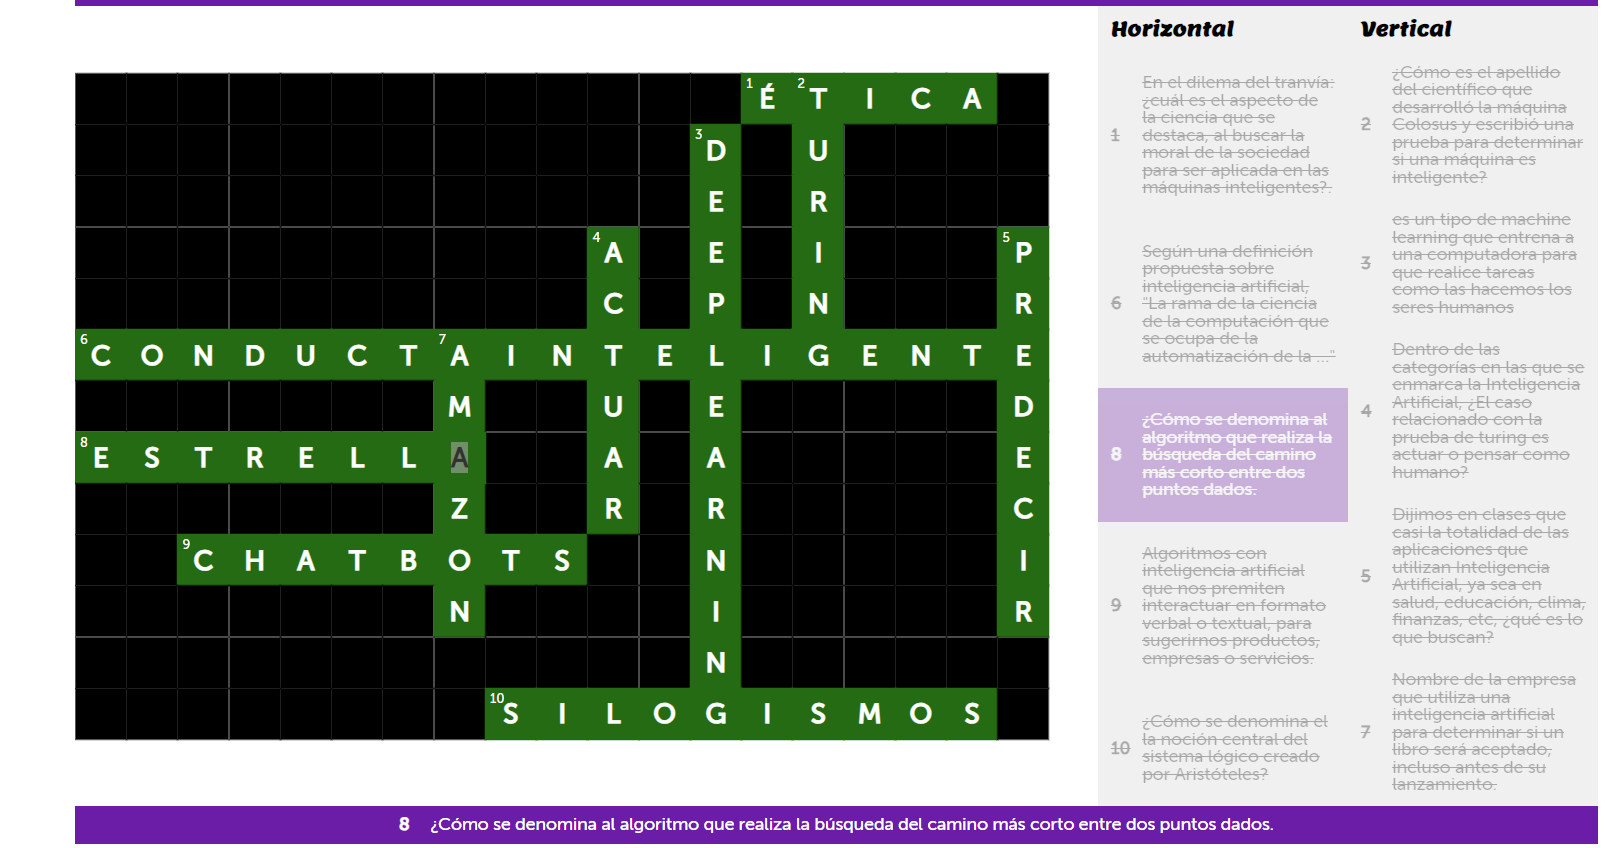 Horizontal
1 En el dilema del tranvía:
¿cuál es el aspecto de
la ciencia que se
destaca, al buscar la
moral de la sociedad
para ser aplicada en las
máquinas inteligentes?.
6 Según una definición
propuesta sobre
inteligencia artificial,
"La rama de la ciencia
de la computación que
se ocupa de la
automatización de la ..."
8 ¿Cómo se denomina al
algoritmo que realiza la
búsqueda del camino
más corto entre dos
puntos dados.
9 Algoritmos con
inteligencia artificial
que nos premiten
interactuar en formato
verbal o textual, para
sugerirnos productos,
empresas o servicios.
10 ¿Cómo se denomina el
la noción central del
sistema lógico creado
por Aristóteles?
Vertical
2 ¿Cómo es el apellido
del científico que
desarrolló la máquina
Colosus y escribió una
prueba para determinar
si una máquina es
inteligente?
3 es un tipo de machine
learning que entrena a
una computadora para
que realice tareas
como las hacemos los
seres humanos
4 Dentro de las
categorías en las que se
enmarca la Inteligencia
Artificial, ¿El caso
relacionado con la
prueba de turing es
actuar o pensar como
humano?
5 Dijimos en clases que
casi la totalidad de las
aplicaciones que
utilizan Inteligencia
Artificial, ya sea en
salud, educación, clima,
finanzas, etc, ¿qué es lo
que buscan?
7 Nombre de la empresa
que utiliza una
inteligencia artificial
para determinar si un
libro será aceptado,
incluso antes de su
lanzamiento.
1 É 2 T I C A
3 D U
E R
4 A E I 5 P
C P N R
6 C O N D U C T 7 A I N T E L I G E N T E
M U E D
8 E S T R E L L A A A E
Z R R C
9 C H A T B O T S N I
N I R
N
10 S I L O G I S M O S
8 ¿Cómo se denomina al algoritmo que realiza la búsqueda del camino más corto entre dos puntos dados.